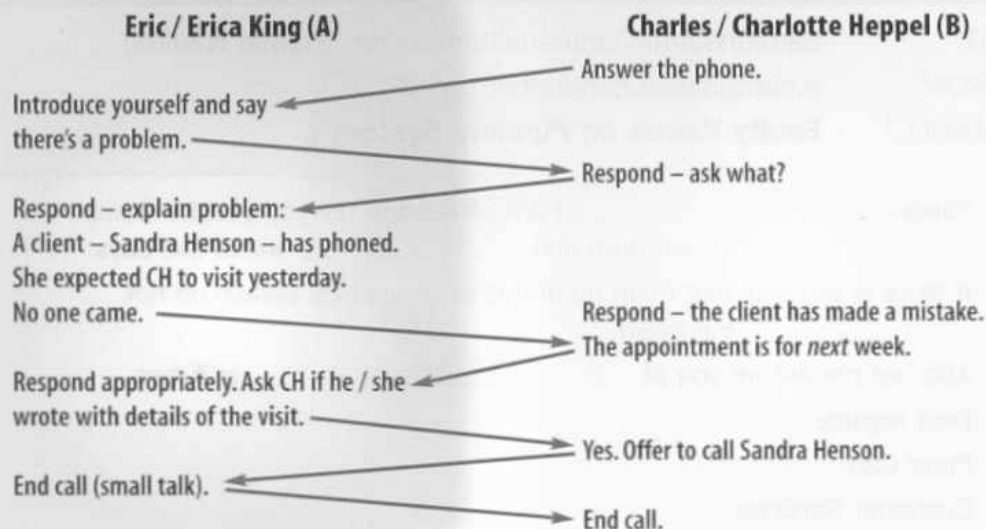 Eric / Erica King (A)
Charles / Charlotte Heppel (B)
Answer the phone.
Introduce yourself and say
there's a problem.
Respond – ask what?
Respond – explain problem:
A client – Sandra Henson – has phoned.
She expected CH to visit yesterday.
No one came.
Respond – the client has made a mistake.
The appointment is for next week.
Respond appropriately. Ask CH if he / she
wrote with details of the visit.
Yes. Offer to call Sandra Henson.
End call (small talk).
End call.